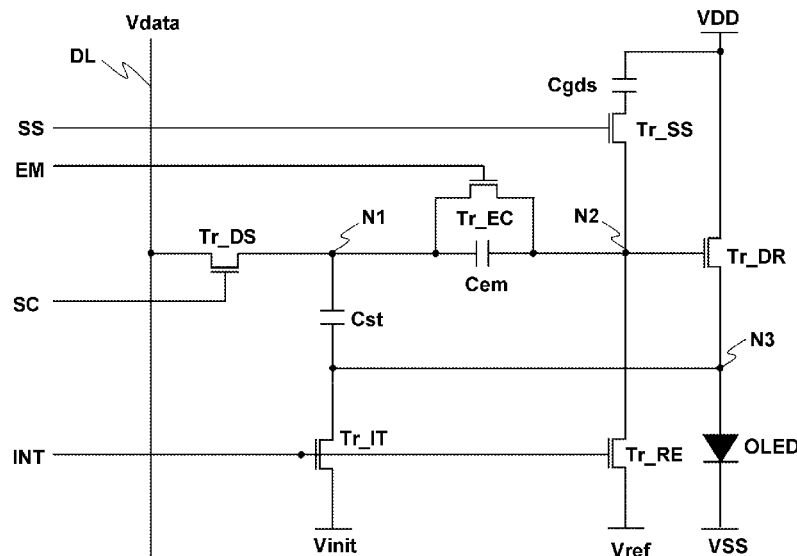 Vdata
VDD
DL
Cgds
SS
Tr_SS
EM
N1
Tr_EC
N2
Tr_DS
Tr_DR
Cem
SC
Cst
N3
Tr_IT
OLED
INT
Tr_RE
Vinit
Vref
VSS